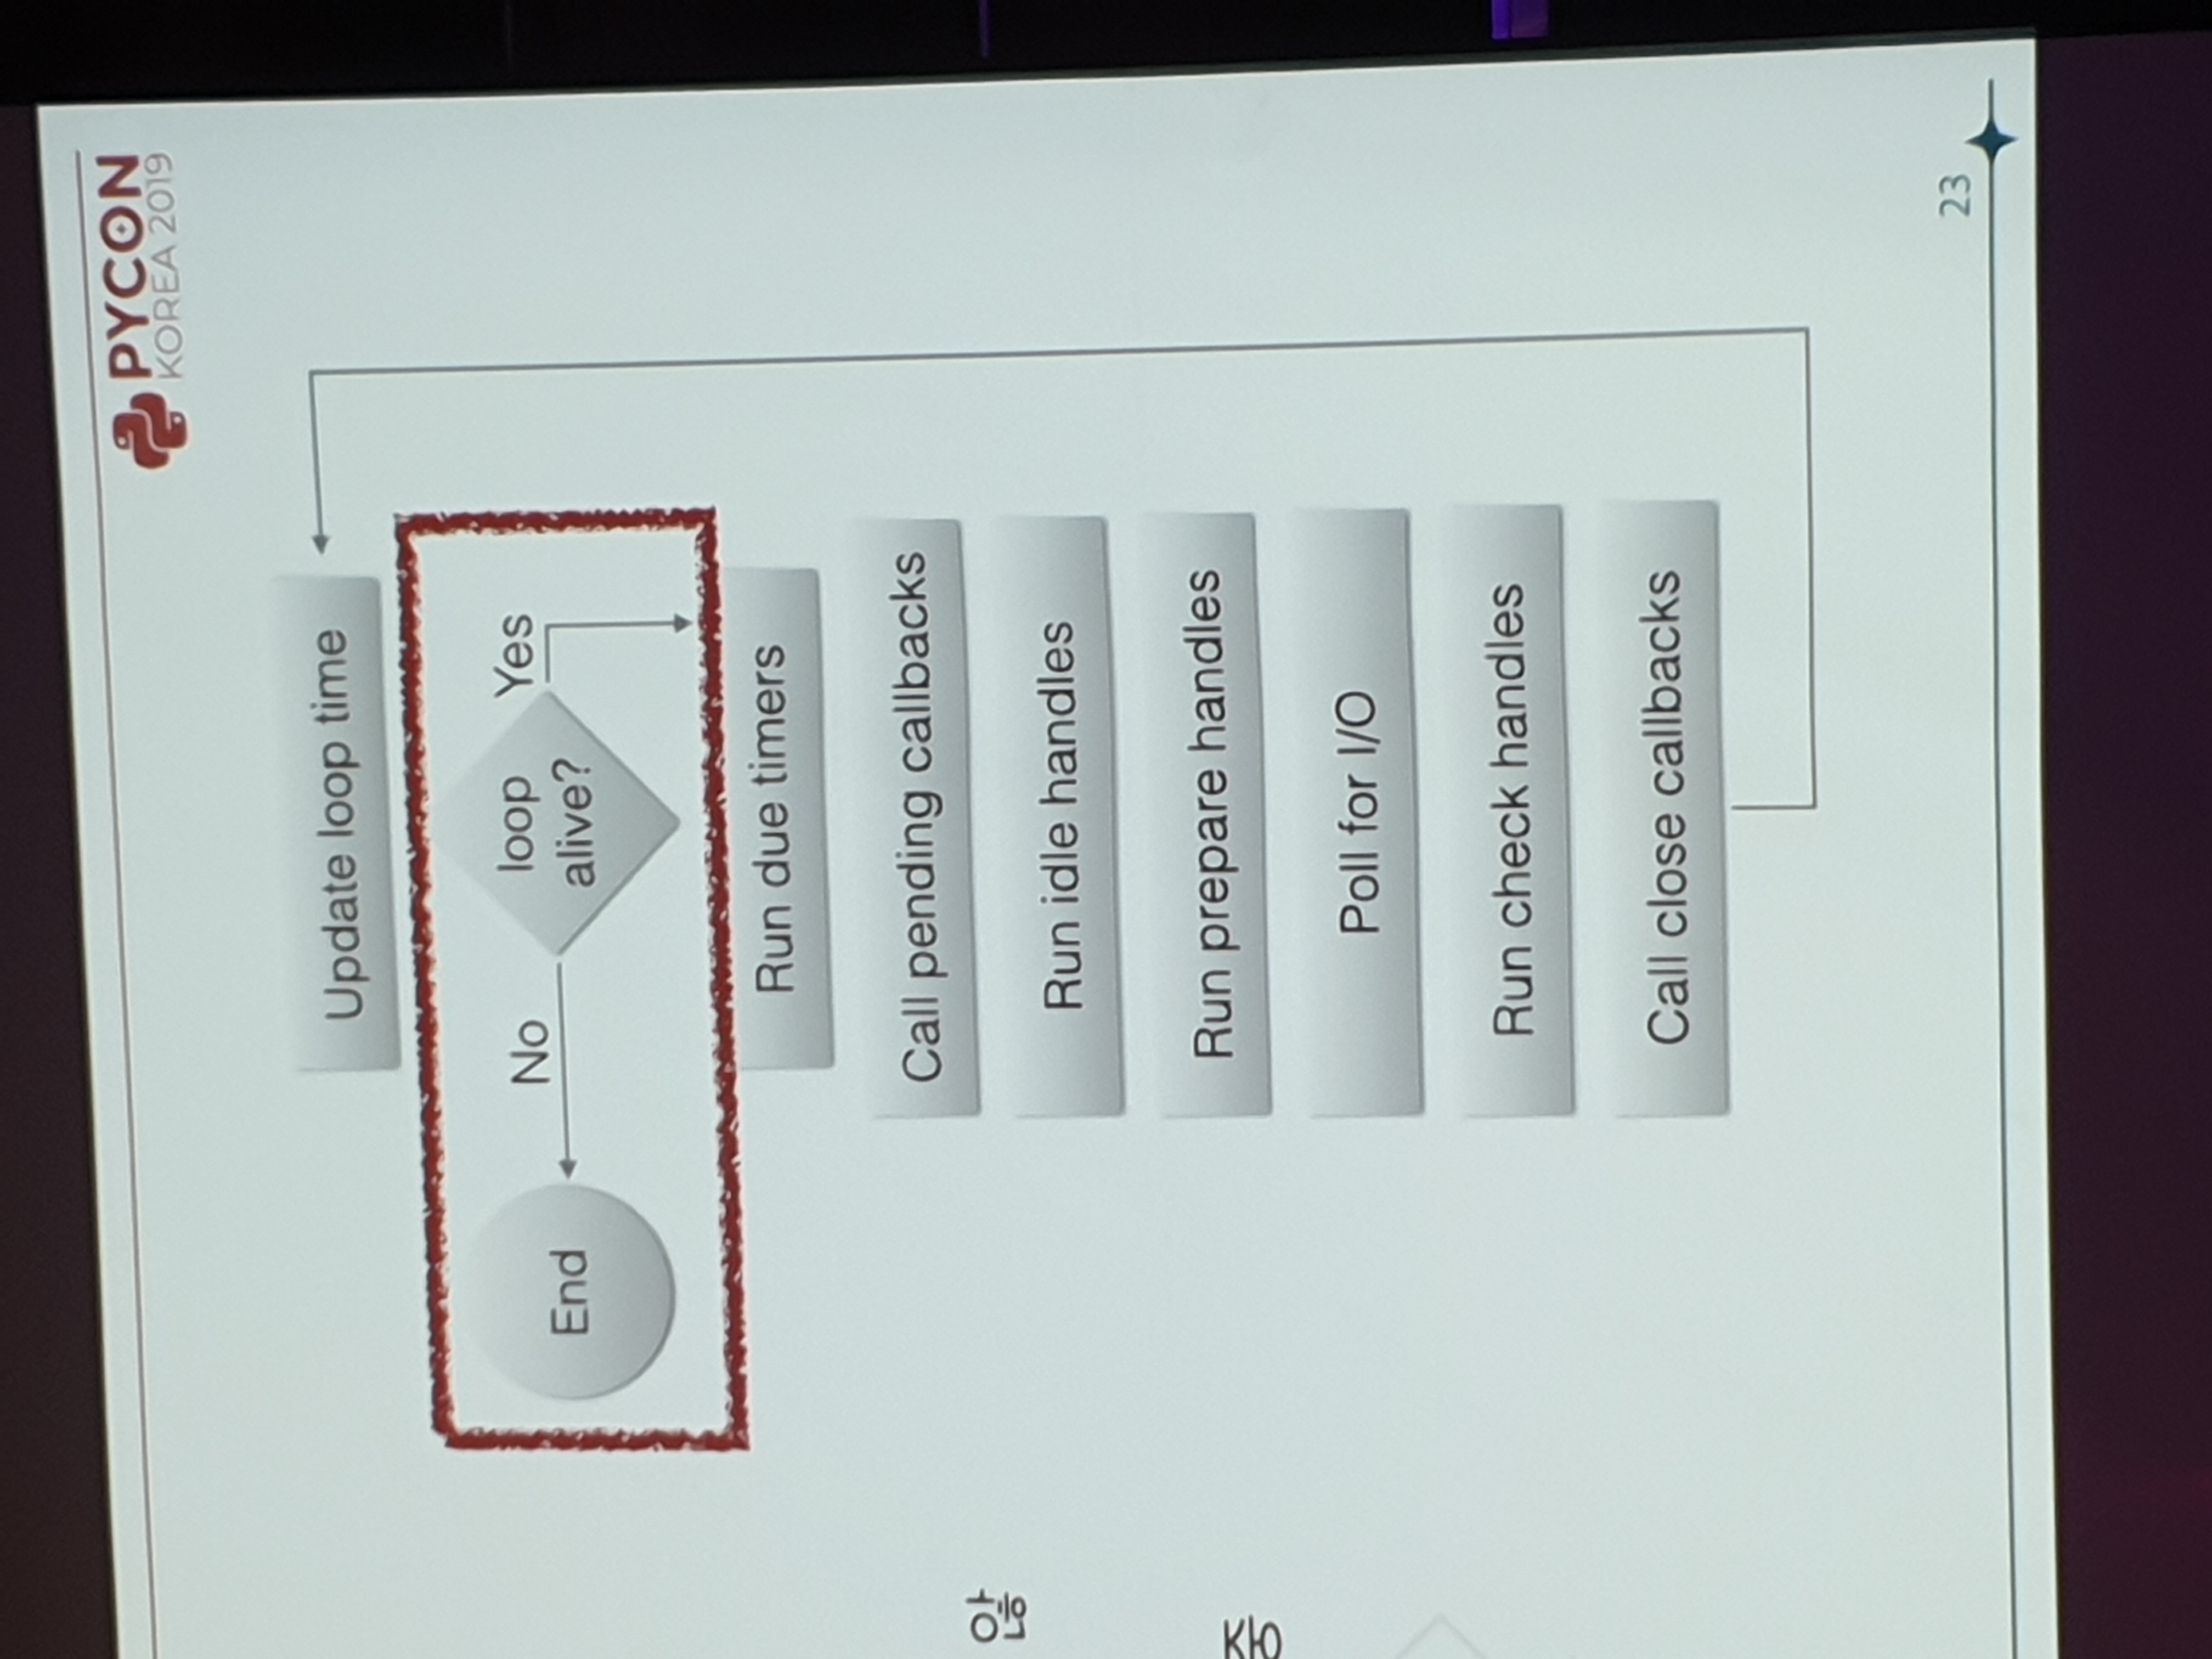 PYCON
KOREA 2019
Update loop time
loop
alive?
Yes
No
End
Run due timers
Call pending callbacks
않
Run idle handles
Run prepare handles
Poll for I/O
Run check handles
Call close callbacks
23